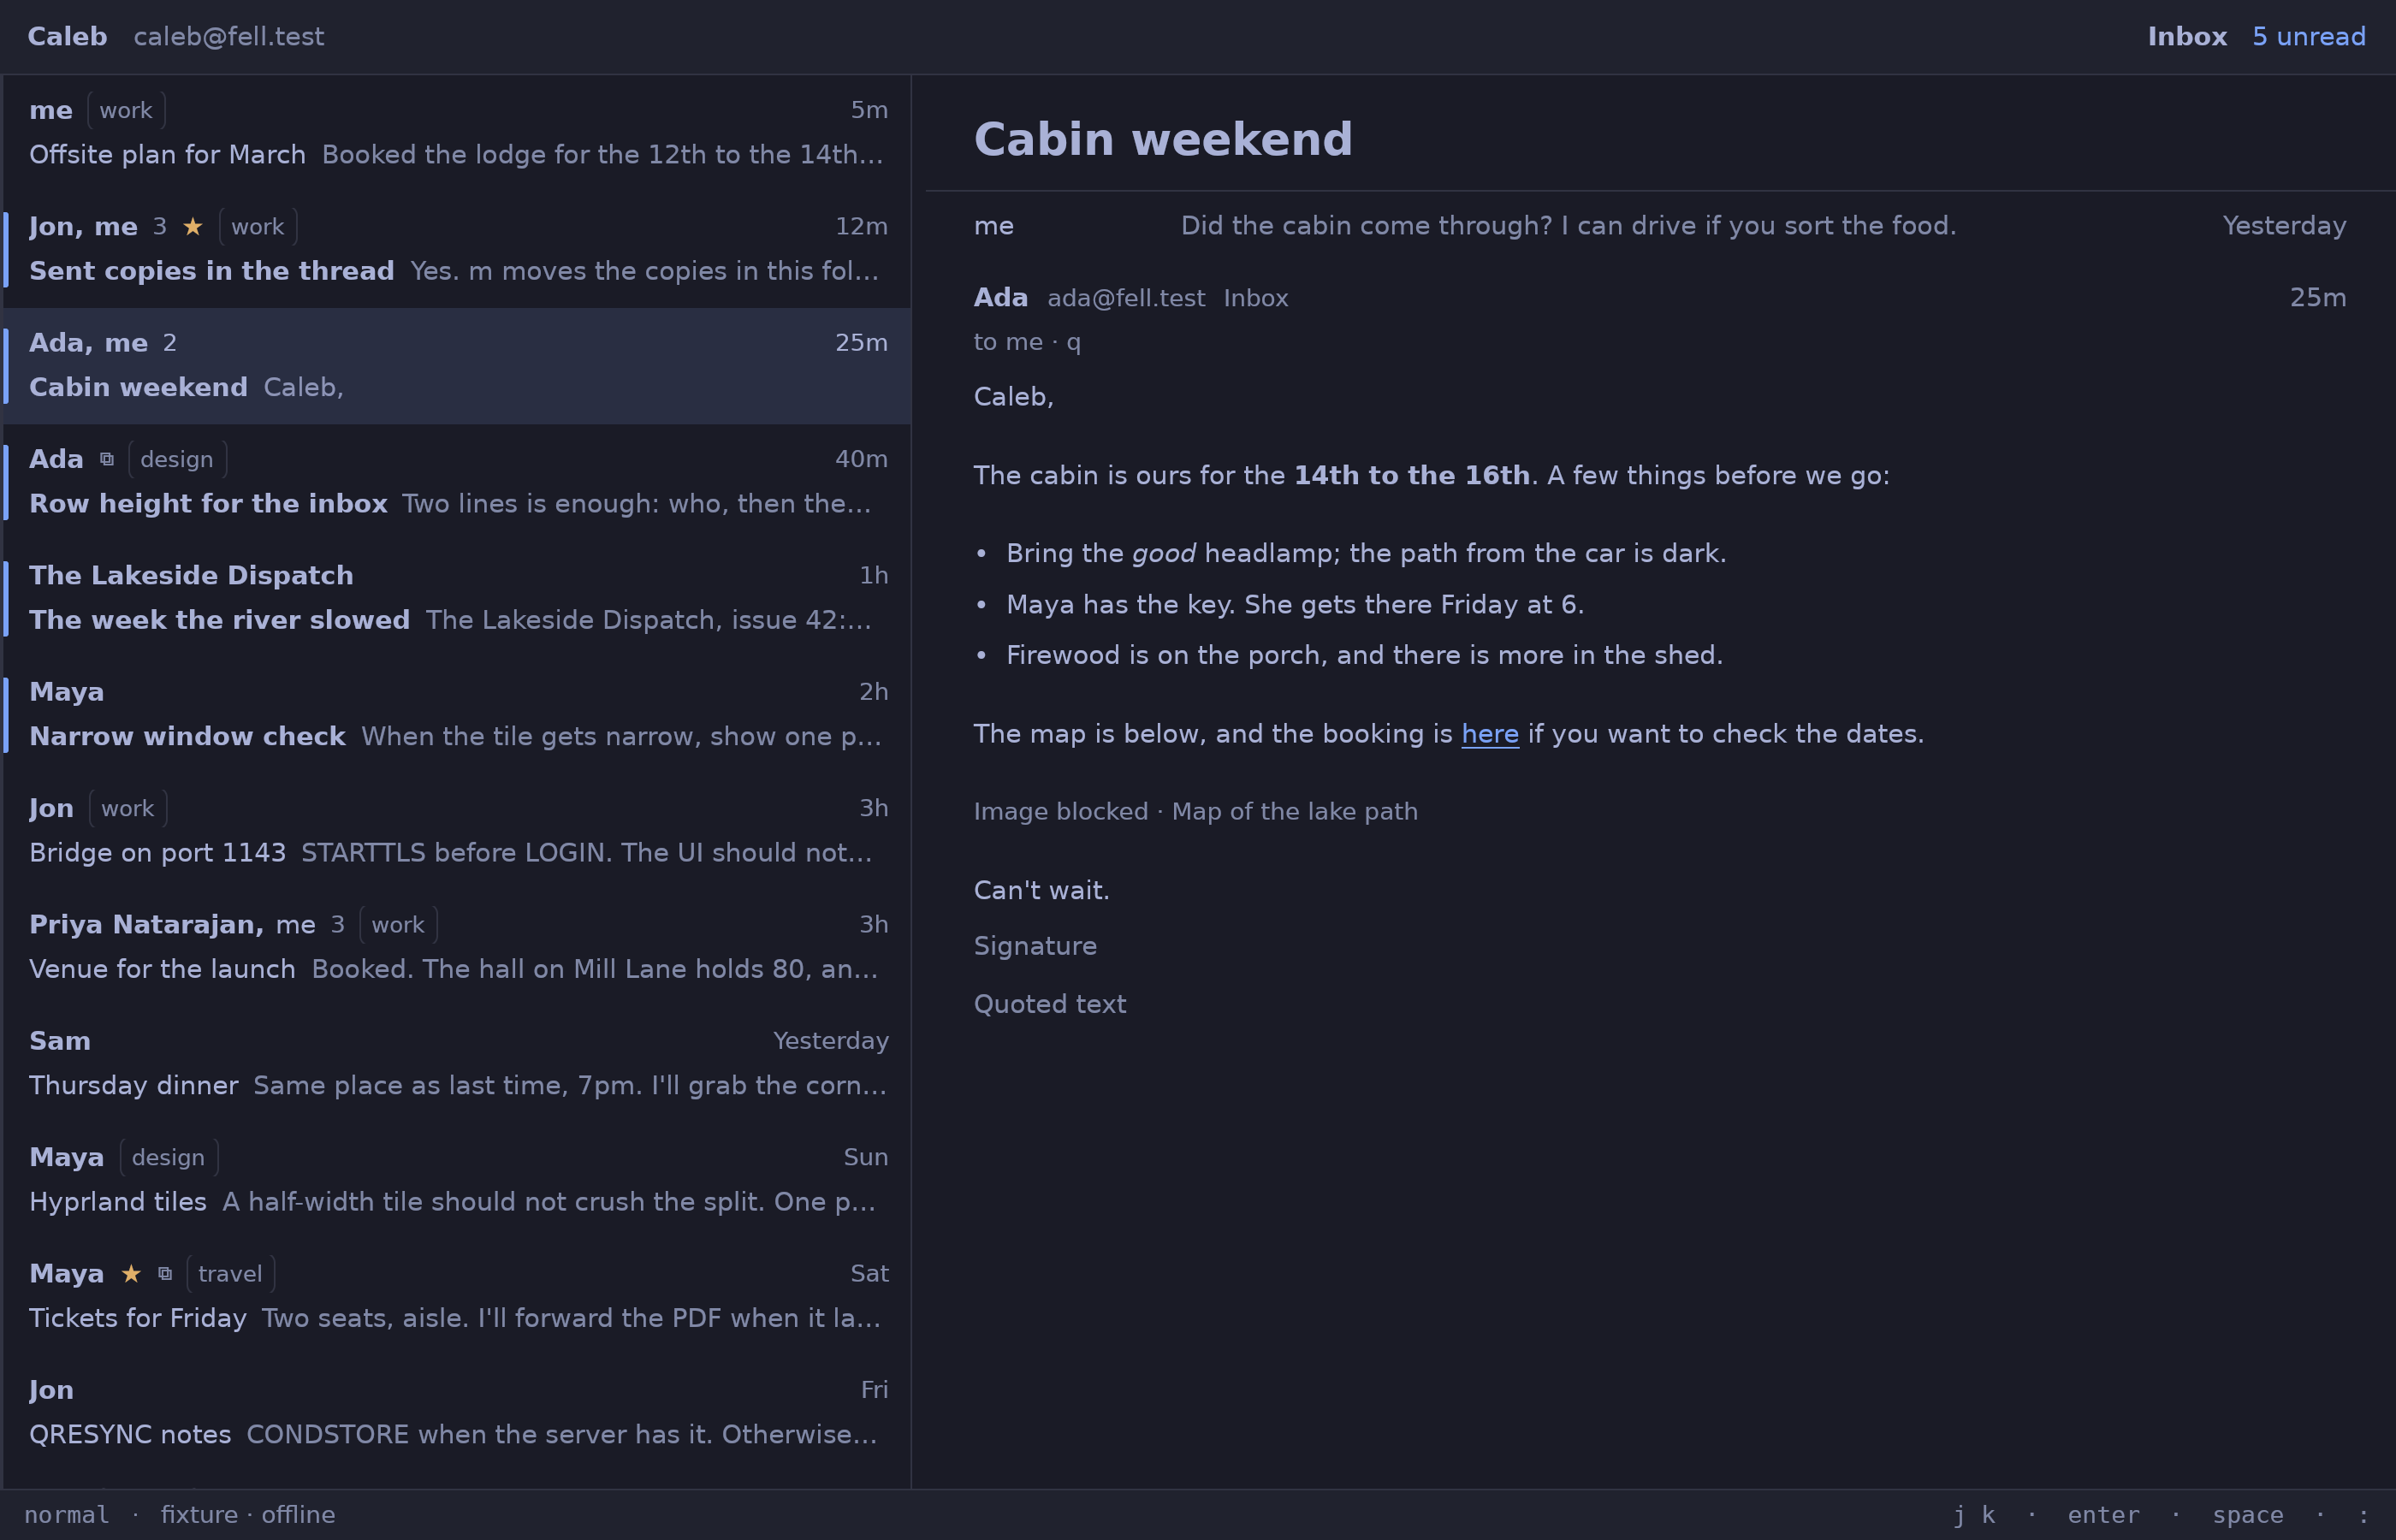 Caleb caleb@fell.test
Inbox 5 unread
me work 5m
Offsite plan for March Booked the lodge for the 12th to the 14th…
Jon, me 3 ★ work 12m
Sent copies in the thread Yes. m moves the copies in this fol…
Ada, me 2 25m
Cabin weekend Caleb,
Ada design 40m
Row height for the inbox Two lines is enough: who, then the…
The Lakeside Dispatch 1h
The week the river slowed The Lakeside Dispatch, issue 42:…
Maya 2h
Narrow window check When the tile gets narrow, show one p…
Jon work 3h
Bridge on port 1143 STARTTLS before LOGIN. The UI should not…
Priya Natarajan, me 3 work 3h
Venue for the launch Booked. The hall on Mill Lane holds 80, an…
Sam Yesterday
Thursday dinner Same place as last time, 7pm. I'll grab the corn…
Maya design Sun
Hyprland tiles A half-width tile should not crush the split. One p…
Maya ★ travel Sat
Tickets for Friday Two seats, aisle. I'll forward the PDF when it la…
Jon Fri
QRESYNC notes CONDSTORE when the server has it. Otherwise…
Cabin weekend
me Did the cabin come through? I can drive if you sort the food. Yesterday
Ada ada@fell.test Inbox 25m
to me · q
Caleb,
The cabin is ours for the 14th to the 16th. A few things before we go:
• Bring the good headlamp; the path from the car is dark.
• Maya has the key. She gets there Friday at 6.
• Firewood is on the porch, and there is more in the shed.
The map is below, and the booking is here if you want to check the dates.
Image blocked · Map of the lake path
Can't wait.
Signature
Quoted text
normal · fixture · offline
j k · enter · space · :